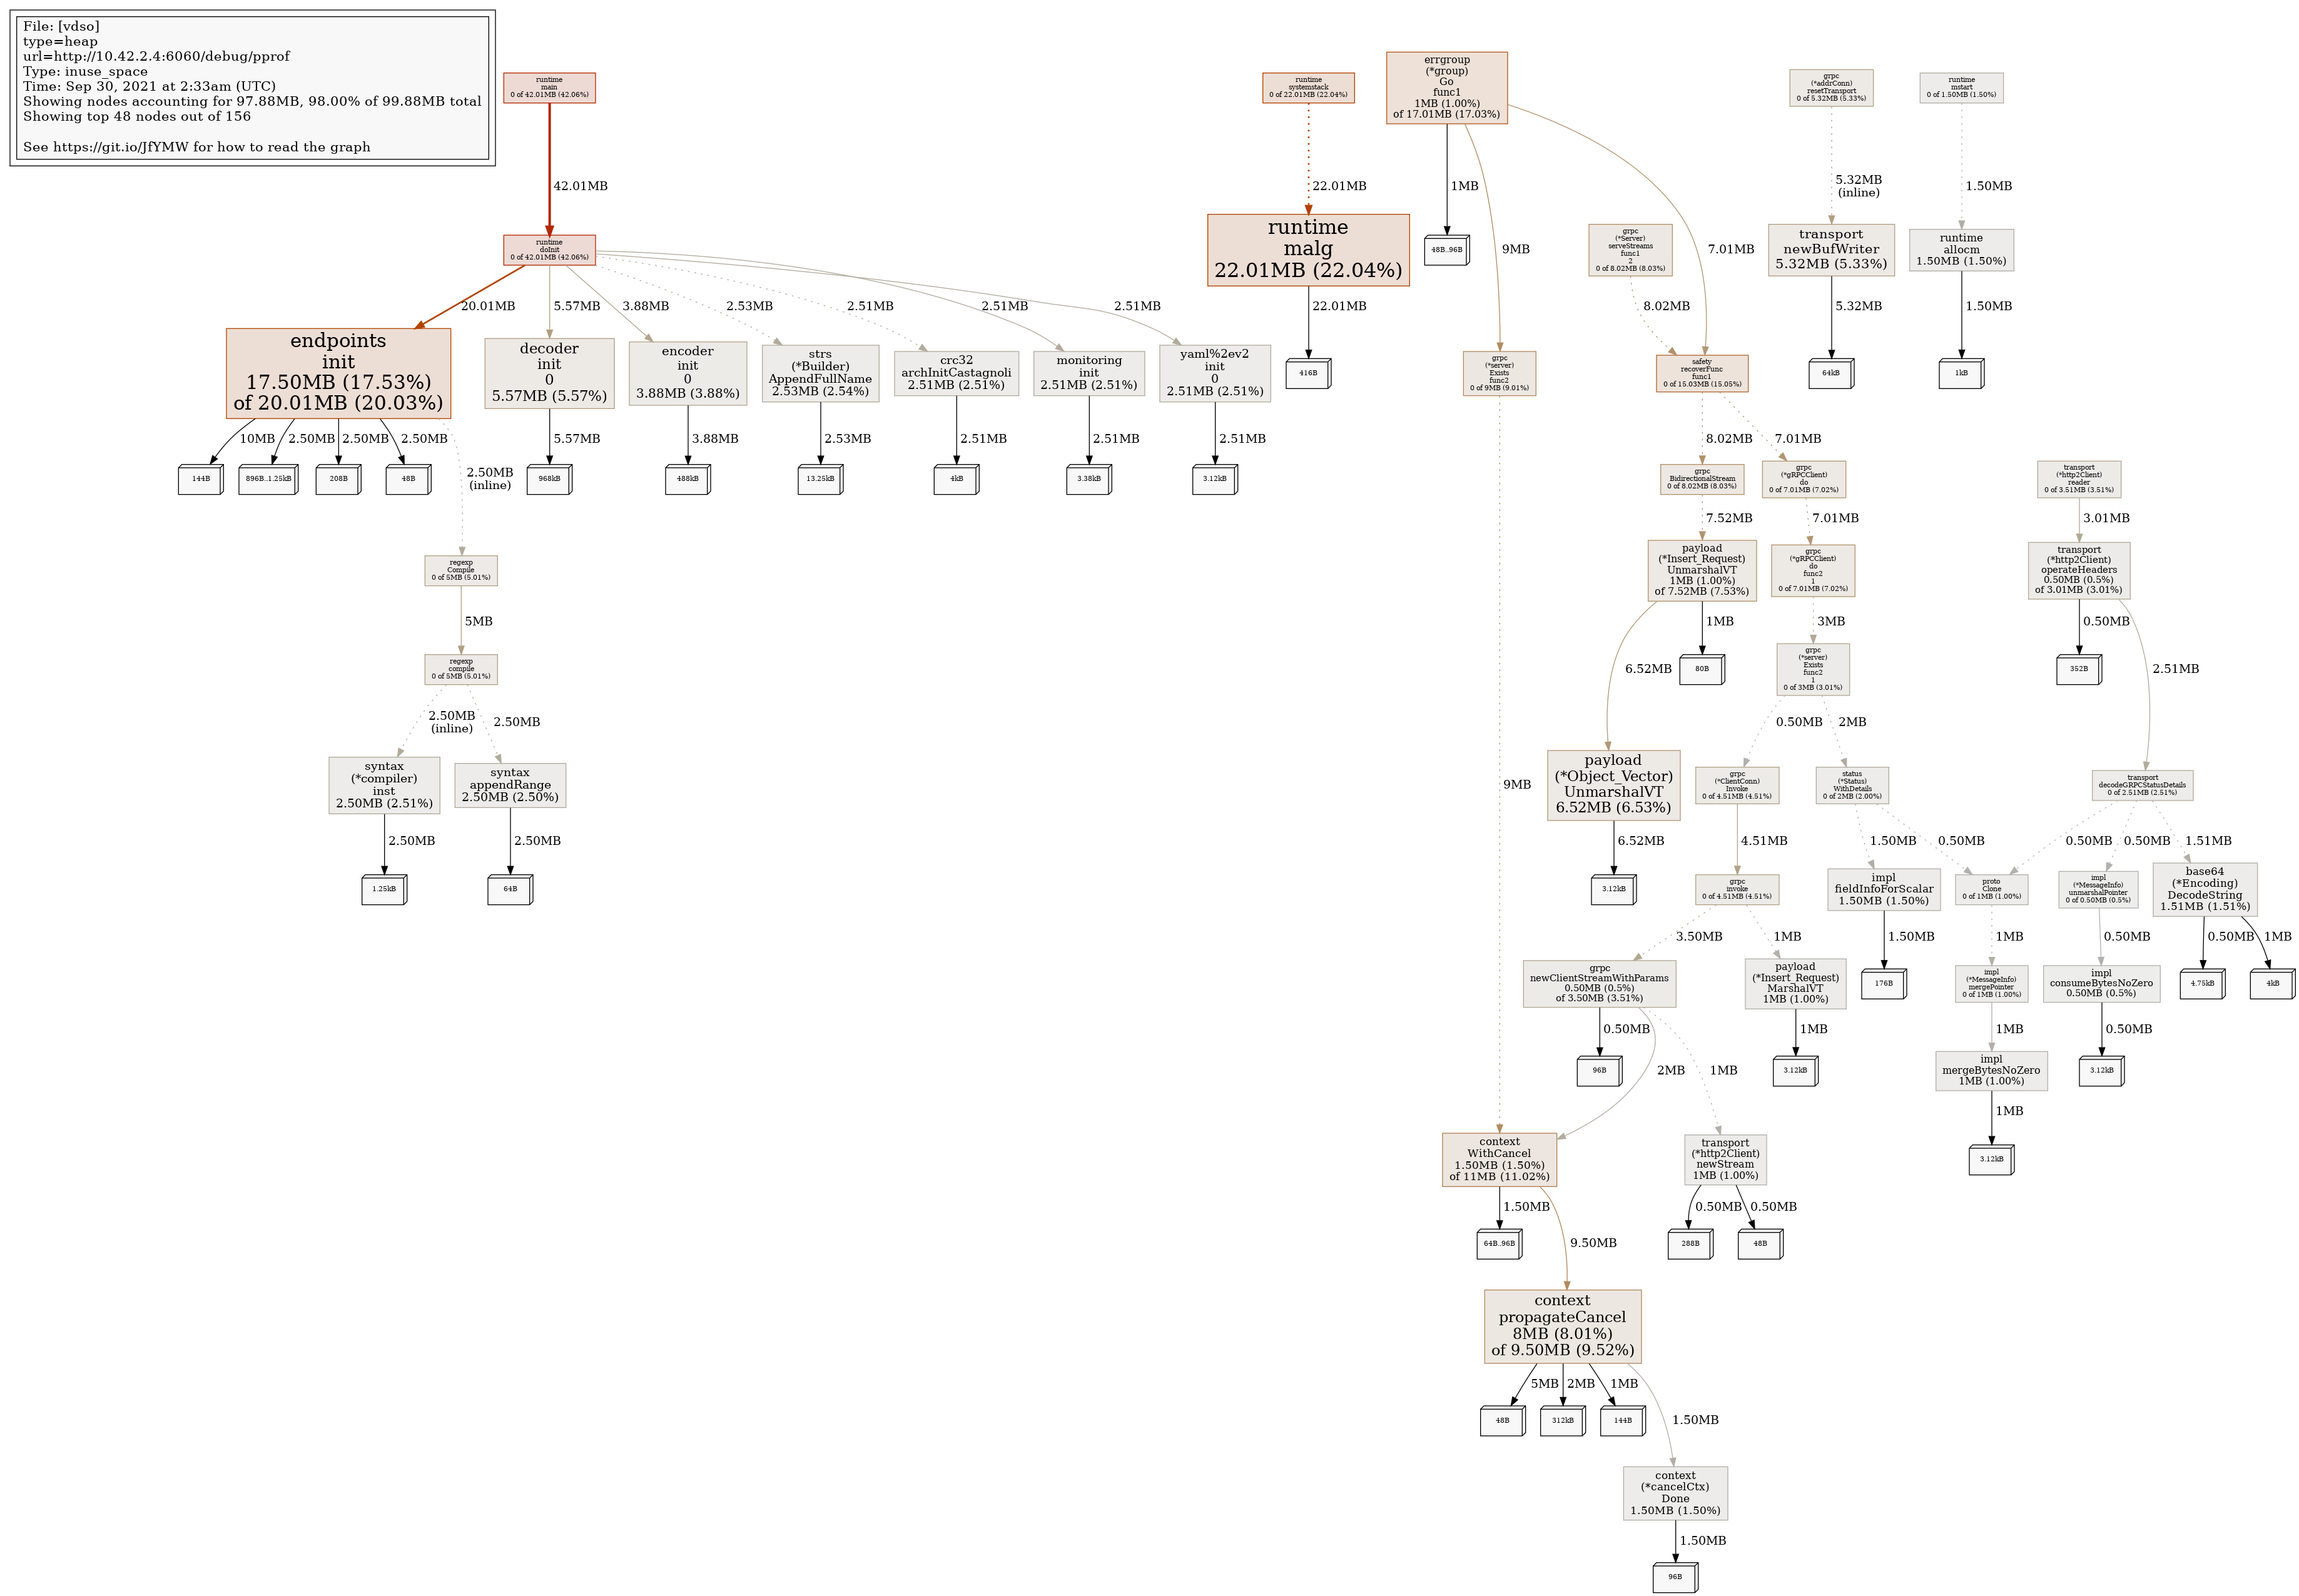 File: [vdso]
type=heap
url=http://10.42.2.4:6060/debug/pprof
Type: inuse_space
Time: Sep 30, 2021 at 2:33am (UTC)
Showing nodes accounting for 97.88MB, 98.00% of 99.88MB total
Showing top 48 nodes out of 156
See https://git.io/JfYMW for how to read the graph
runtime
main
0 of 42.01MB (42.06%)
runtime
systemstack
0 of 22.01MB (22.04%)
errgroup
(*group)
Go
func1
1MB (1.00%)
of 17.01MB (17.03%)
grpc
(*addrConn)
resetTransport
0 of 5.32MB (5.33%)
runtime
mstart
0 of 1.50MB (1.50%)
42.01MB
22.01MB
1MB
9MB
7.01MB
5.32MB
(inline)
1.50MB
runtime
doInit
0 of 42.01MB (42.06%)
runtime
malg
22.01MB (22.04%)
48B..96B
grpc
(*Server)
serveStreams
func1
2
0 of 8.02MB (8.03%)
transport
newBufWriter
5.32MB (5.33%)
runtime
allocm
1.50MB (1.50%)
20.01MB
5.57MB
3.88MB
2.53MB
2.51MB
2.51MB
2.51MB
22.01MB
8.02MB
5.32MB
1.50MB
endpoints
init
17.50MB (17.53%)
of 20.01MB (20.03%)
decoder
init
0
5.57MB (5.57%)
encoder
init
0
3.88MB (3.88%)
strs
(*Builder)
AppendFullName
2.53MB (2.54%)
crc32
archInitCastagnoli
2.51MB (2.51%)
monitoring
init
2.51MB (2.51%)
yaml%2ev2
init
0
2.51MB (2.51%)
416B
grpc
(*server)
Exists
func2
0 of 9MB (9.01%)
safety
recoverFunc
func1
0 of 15.03MB (15.05%)
64kB
1kB
10MB
2.50MB
2.50MB
2.50MB
2.50MB
(inline)
5.57MB
3.88MB
2.53MB
2.51MB
2.51MB
2.51MB
8.02MB
7.01MB
144B
896B..1.25kB
208B
48B
968kB
488kB
13.25kB
4kB
3.38kB
3.12kB
grpc
BidirectionalStream
0 of 8.02MB (8.03%)
grpc
(*gRPCClient)
do
0 of 7.01MB (7.02%)
transport
(*http2Client)
reader
0 of 3.51MB (3.51%)
7.52MB
7.01MB
3.01MB
regexp
Compile
0 of 5MB (5.01%)
payload
(*Insert_Request)
UnmarshalVT
1MB (1.00%)
of 7.52MB (7.53%)
grpc
(*gRPCClient)
do
func2
1
0 of 7.01MB (7.02%)
transport
(*http2Client)
operateHeaders
0.50MB (0.5%)
of 3.01MB (3.01%)
5MB
6.52MB
1MB
3MB
0.50MB
2.51MB
regexp
compile
0 of 5MB (5.01%)
80B
grpc
(*server)
Exists
func2
1
0 of 3MB (3.01%)
352B
2.50MB
(inline)
2.50MB
0.50MB
2MB
syntax
(*compiler)
inst
2.50MB (2.51%)
syntax
appendRange
2.50MB (2.50%)
9MB
payload
(*Object_Vector)
UnmarshalVT
6.52MB (6.53%)
grpc
(*ClientConn)
Invoke
0 of 4.51MB (4.51%)
status
(*Status)
WithDetails
0 of 2MB (2.00%)
transport
decodeGRPCStatusDetails
0 of 2.51MB (2.51%)
2.50MB
2.50MB
6.52MB
4.51MB
1.50MB
0.50MB
0.50MB
0.50MB
1.51MB
1.25kB
64B
3.12kB
grpc
invoke
0 of 4.51MB (4.51%)
impl
fieldInfoForScalar
1.50MB (1.50%)
proto
Clone
0 of 1MB (1.00%)
impl
(*MessageInfo)
unmarshalPointer
0 of 0.50MB (0.5%)
base64
(*Encoding)
DecodeString
1.51MB (1.51%)
3.50MB
1MB
1.50MB
1MB
0.50MB
0.50MB
1MB
grpc
newClientStreamWithParams
0.50MB (0.5%)
of 3.50MB (3.51%)
payload
(*Insert_Request)
MarshalVT
1MB (1.00%)
176B
impl
(*MessageInfo)
mergePointer
0 of 1MB (1.00%)
impl
consumeBytesNoZero
0.50MB (0.5%)
4.75kB
4kB
0.50MB
2MB
1MB
1MB
1MB
0.50MB
96B
3.12kB
impl
mergeBytesNoZero
1MB (1.00%)
3.12kB
1MB
context
WithCancel
1.50MB (1.50%)
of 11MB (11.02%)
transport
(*http2Client)
newStream
1MB (1.00%)
3.12kB
1.50MB
9.50MB
0.50MB
0.50MB
64B..96B
288B
48B
context
propagateCancel
8MB (8.01%)
of 9.50MB (9.52%)
5MB
2MB
1MB
1.50MB
48B
312kB
144B
context
(*cancelCtx)
Done
1.50MB (1.50%)
1.50MB
96B